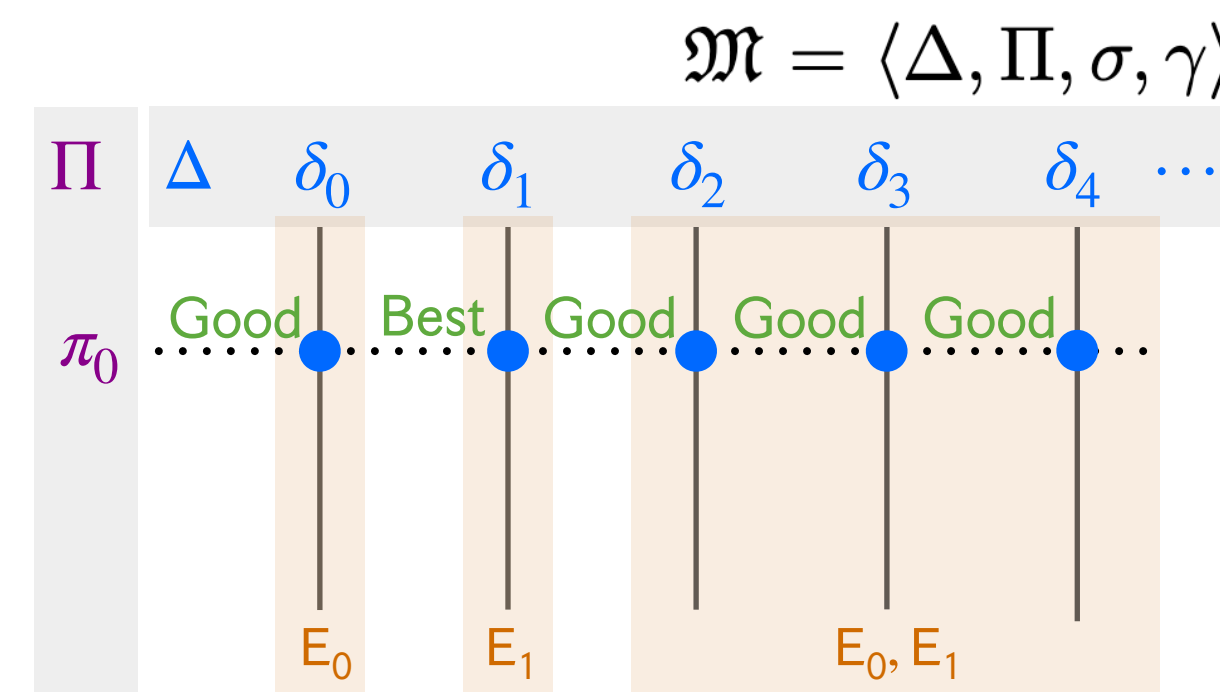 𝔐 = ⟨Δ, Π, σ, γ⟩
Π Δ δ₀ δ₁ δ₂ δ₃ δ₄ ⋯
Good Best Good Good Good
π₀
E₀ E₁ E₀, E₁